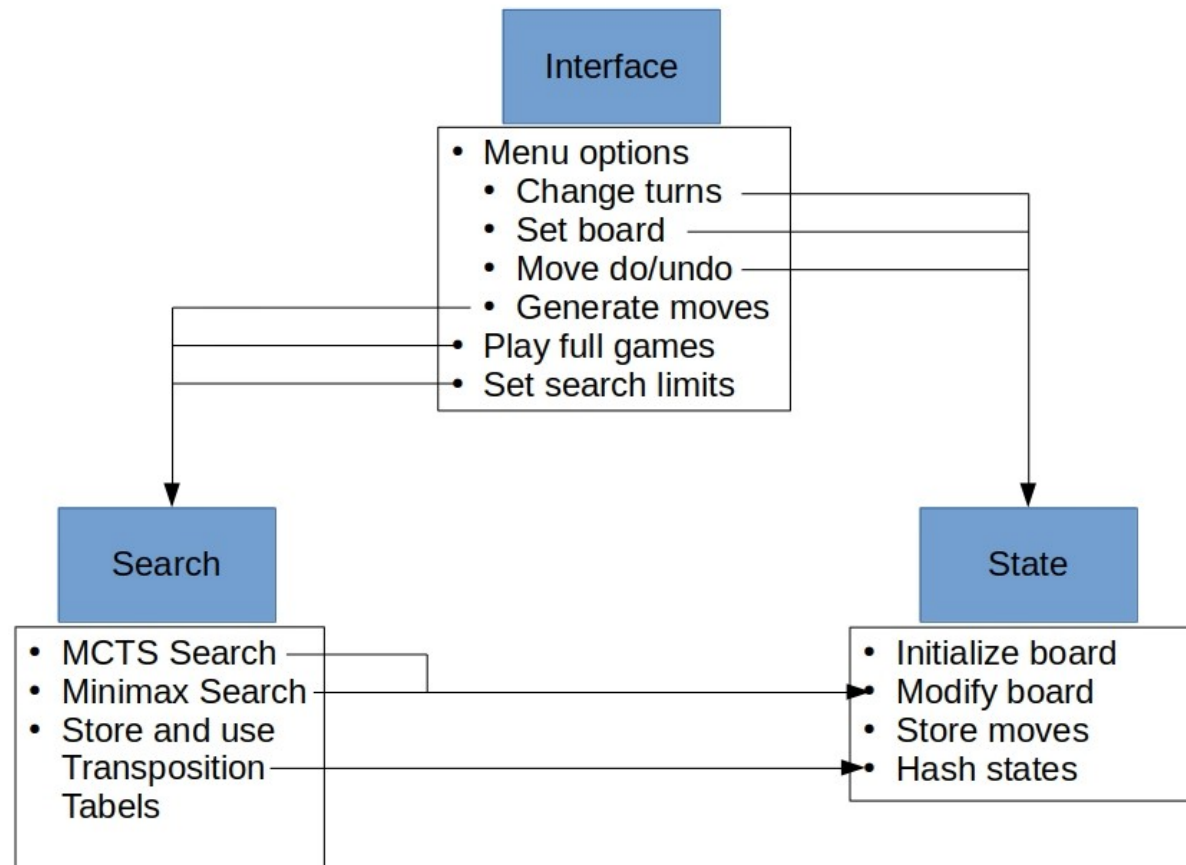 Interface
• Menu options
• Change turns
• Set board
• Move do/undo
• Generate moves
• Play full games
• Set search limits
Search
• MCTS Search
• Minimax Search
• Store and use
Transposition
Tabels
State
• Initialize board
• Modify board
• Store moves
• Hash states